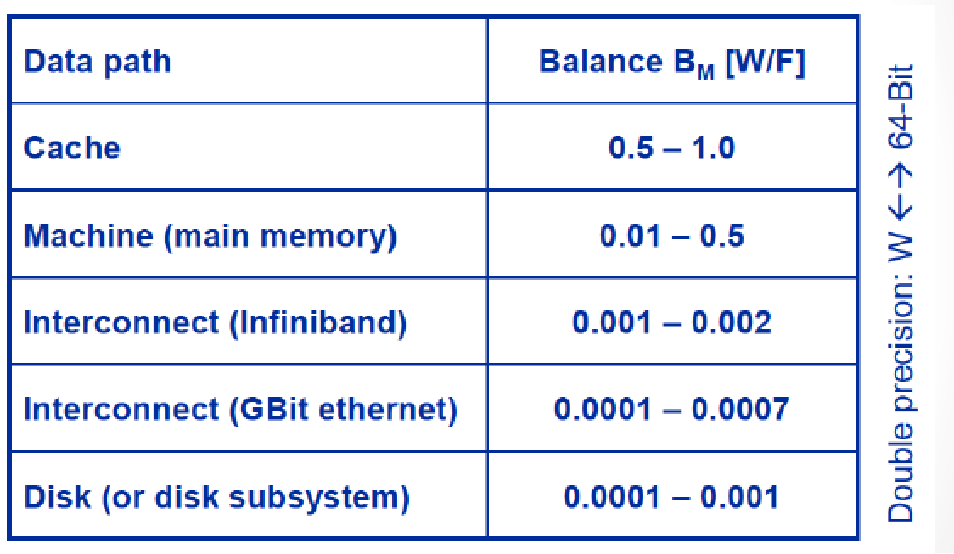 Data path Balance B_M [W/F]
Cache 0.5 – 1.0
Machine (main memory) 0.01 – 0.5
Interconnect (Infiniband) 0.001 – 0.002
Interconnect (GBit ethernet) 0.0001 – 0.0007
Disk (or disk subsystem) 0.0001 – 0.001
Double precision: W ←→ 64-Bit